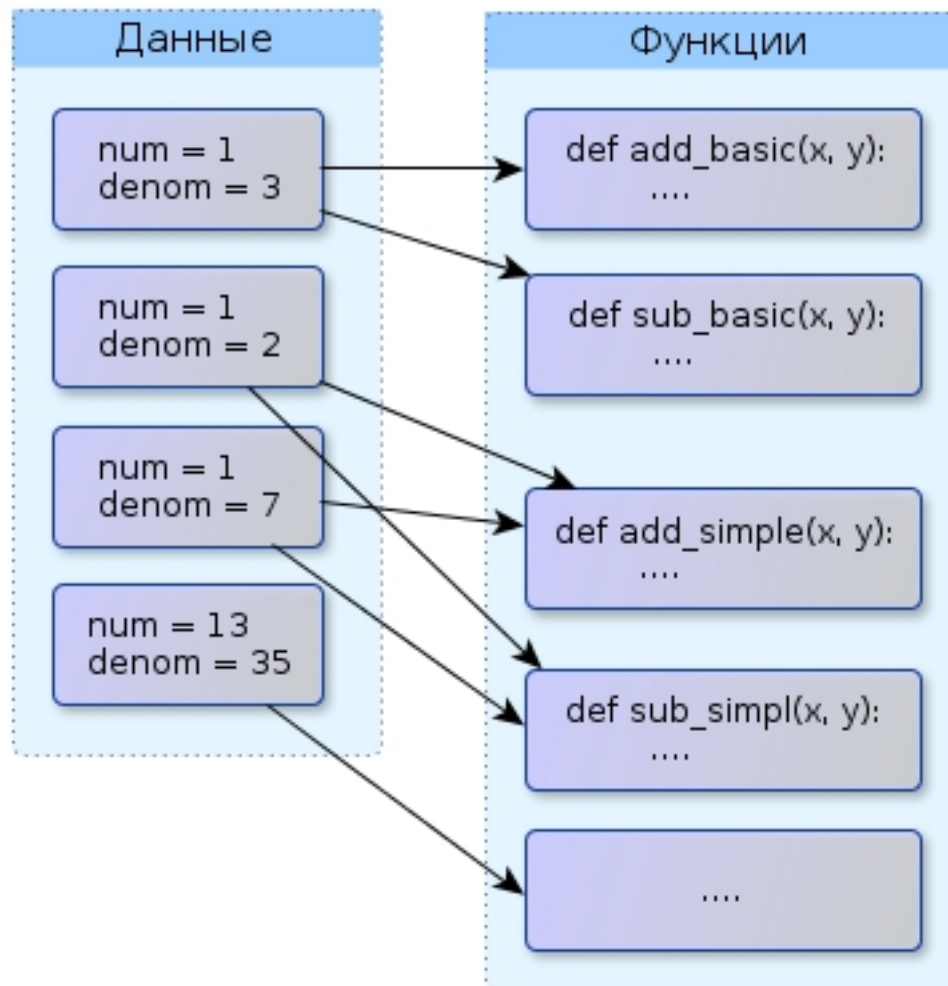 Данные
num = 1
denom = 3
num = 1
denom = 2
num = 1
denom = 7
num = 13
denom = 35
Функции
def add_basic(x, y):
....
def sub_basic(x, y):
....
def add_simple(x, y):
....
def sub_simpl(x, y):
....
....